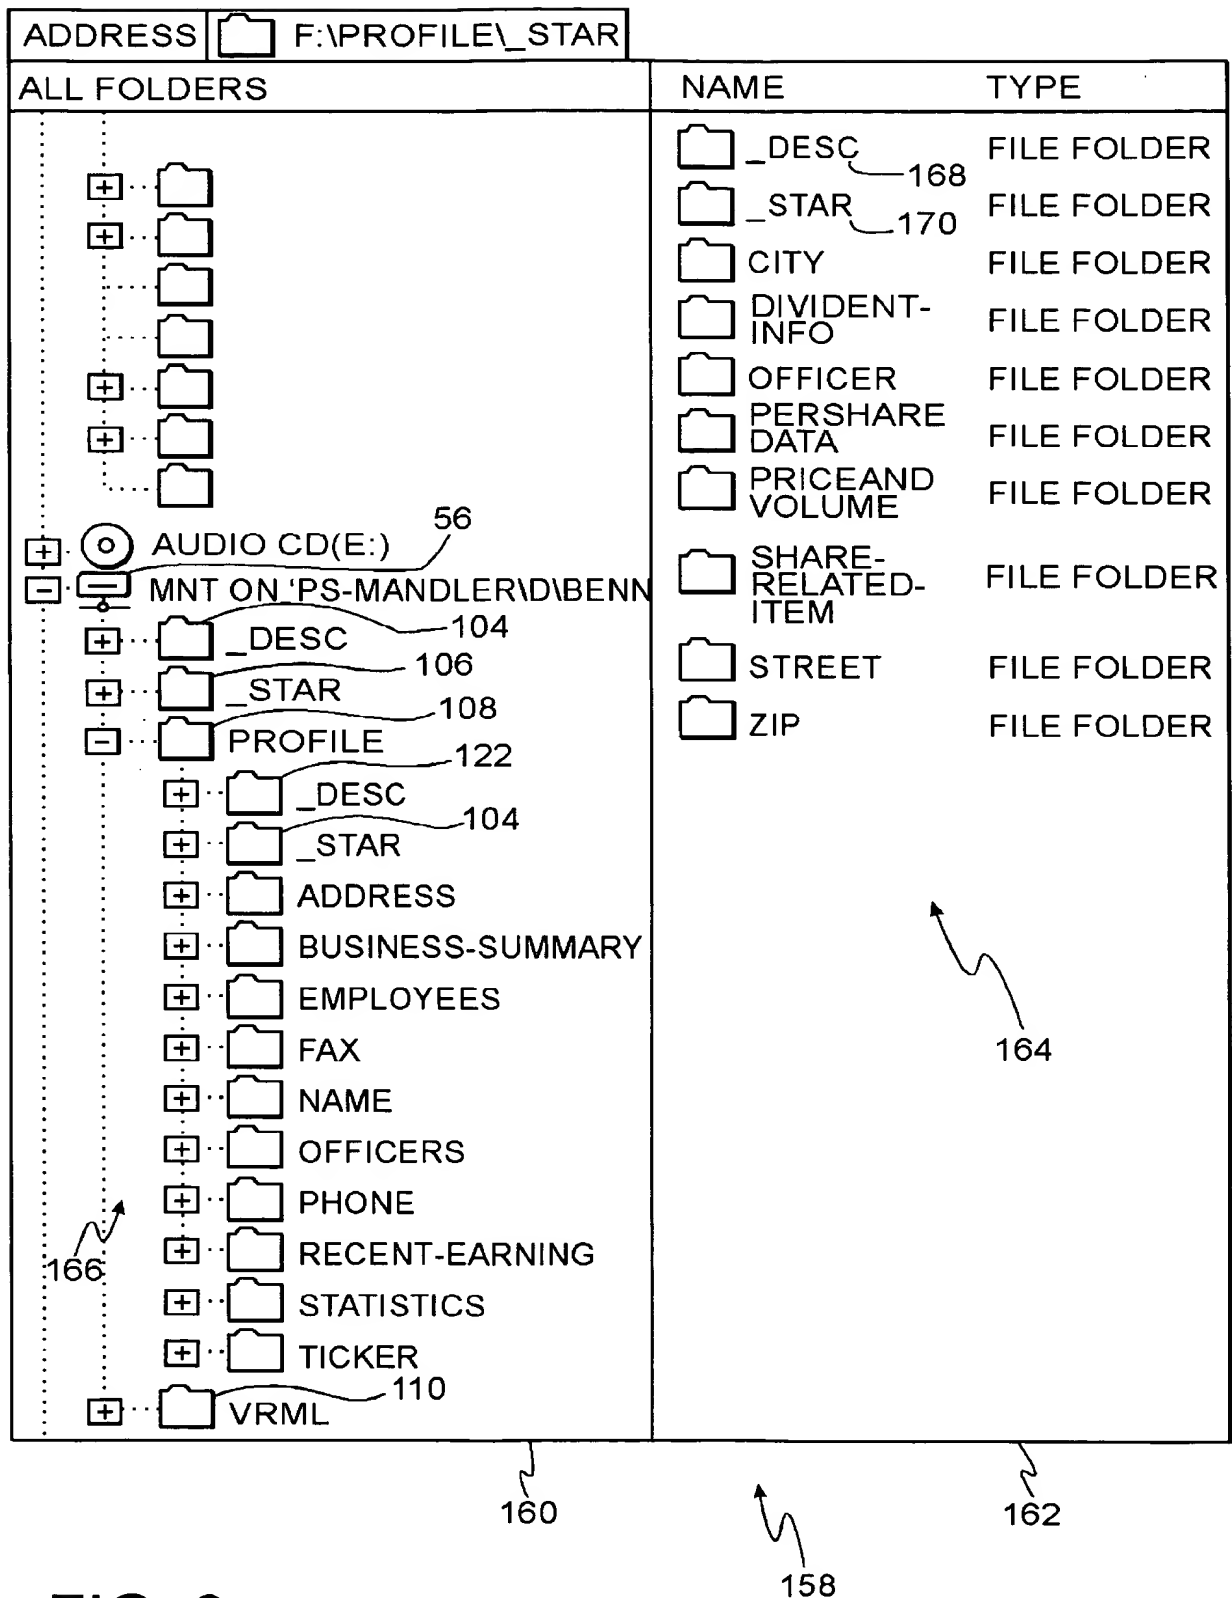 ADDRESS F:\PROFILE\_STAR
ALL FOLDERS
AUDIO CD(E:)
56
MNT ON 'PS-MANDLER\D\BENN
_DESC 104
_STAR 106
PROFILE 108
_DESC 122
_STAR 104
ADDRESS
BUSINESS-SUMMARY
EMPLOYEES
FAX
NAME
OFFICERS
PHONE
RECENT-EARNING
STATISTICS
TICKER
VRML 110
166
160
NAME TYPE
_DESC 168 FILE FOLDER
_STAR 170 FILE FOLDER
CITY FILE FOLDER
DIVIDENT-
INFO FILE FOLDER
OFFICER FILE FOLDER
PERSHARE
DATA FILE FOLDER
PRICEAND
VOLUME FILE FOLDER
SHARE-
RELATED-
ITEM FILE FOLDER
STREET FILE FOLDER
ZIP FILE FOLDER
164
162
158